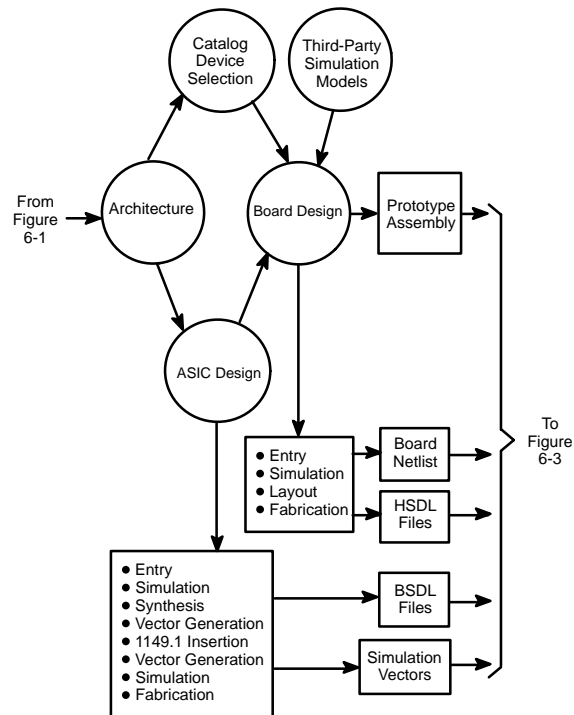 Catalog
Device
Selection
Third-Party
Simulation
Models
From
Figure
6-1
Architecture
Board Design
Prototype
Assembly
ASIC Design
To
Figure
6-3
● Entry
● Simulation
● Layout
● Fabrication
Board
Netlist
HSDL
Files
● Entry
● Simulation
● Synthesis
● Vector Generation
● 1149.1 Insertion
● Vector Generation
● Simulation
● Fabrication
BSDL
Files
Simulation
Vectors